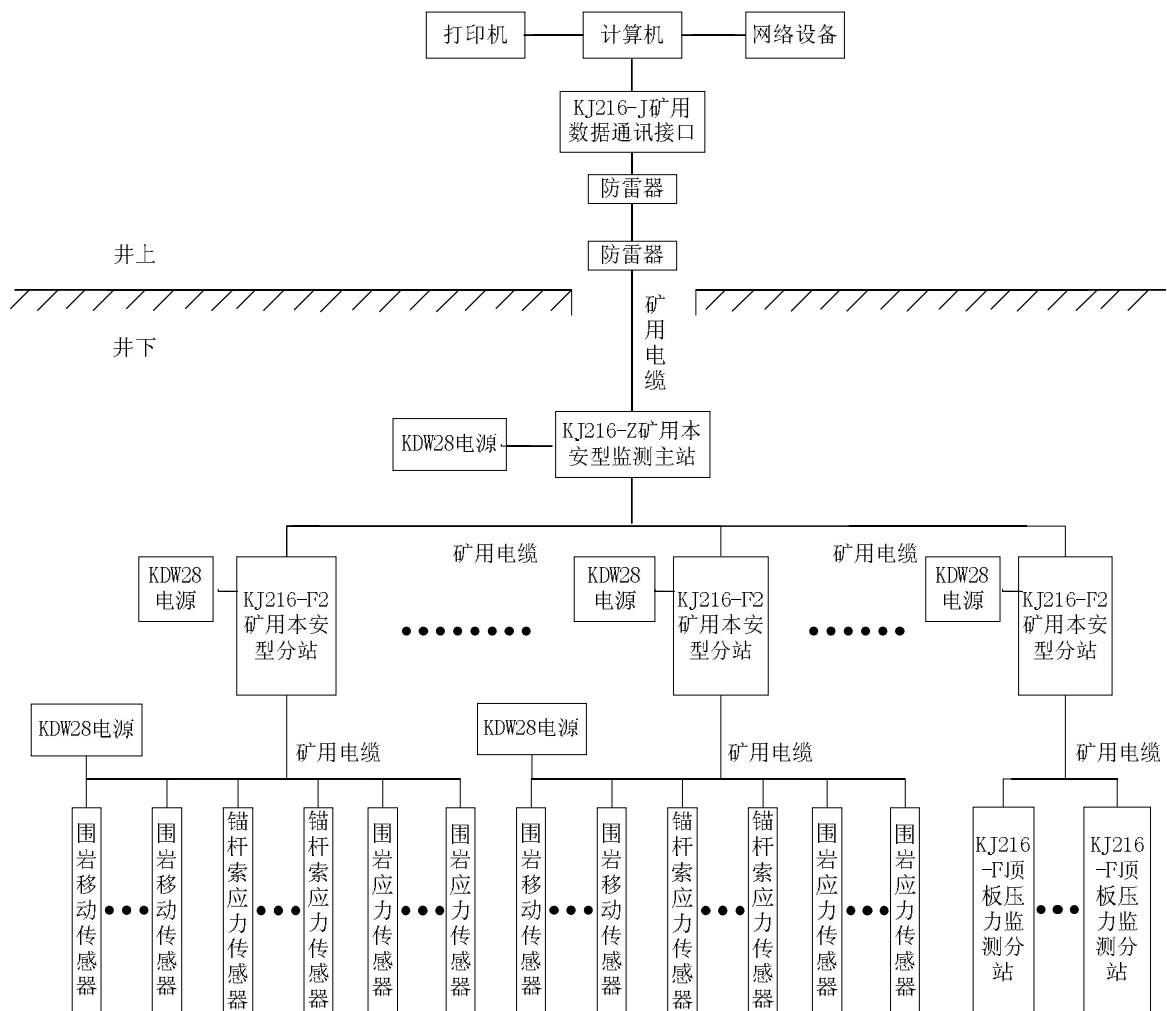 打印机
计算机
网络设备
KJ216-J矿用
数据通讯接口
防雷器
防雷器
井上
井下
矿用电缆
KDW28电源
KJ216-Z矿用本
安型监测主站
矿用电缆
矿用电缆
KDW28
电源
KJ216-F2
矿用本安
型分站
KDW28
电源
KJ216-F2
矿用本安
型分站
KDW28
电源
KJ216-F2
矿用本安
型分站
KDW28电源
矿用电缆
KDW28电源
矿用电缆
矿用电缆
围岩移动传感器
围岩移动传感器
锚杆索应力传感器
锚杆索应力传感器
围岩应力传感器
围岩应力传感器
围岩移动传感器
围岩移动传感器
锚杆索应力传感器
锚杆索应力传感器
围岩应力传感器
围岩应力传感器
KJ216
-F顶
板压
力监
测分
站
KJ216
-F顶
板压
力监
测分
站